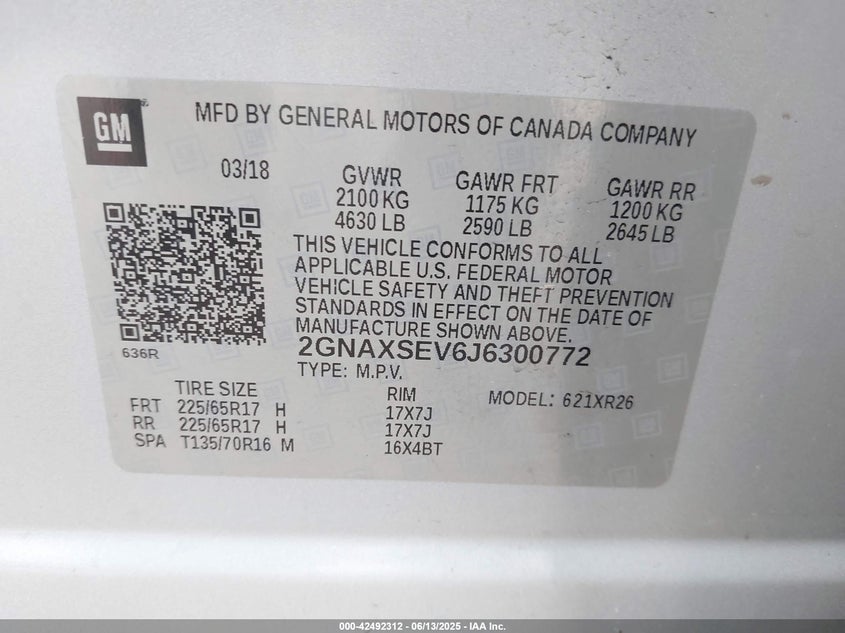 GM
MFD BY GENERAL MOTORS OF CANADA COMPANY
03/18
GVWR
2100 KG
4630 LB
GAWR FRT
1175 KG
2590 LB
GAWR RR
1200 KG
2645 LB
THIS VEHICLE CONFORMS TO ALL
APPLICABLE U.S. FEDERAL MOTOR
VEHICLE SAFETY AND THEFT PREVENTION
STANDARDS IN EFFECT ON THE DATE OF
MANUFACTURE SHOWN ABOVE.
636R
2GNAXSEV6J6300772
TYPE: M.P.V.
TIRE SIZE RIM MODEL: 621XR26
FRT 225/65R17 H 17X7J
RR 225/65R17 H 17X7J
SPA T135/70R16 M 16X4BT
000-42492312 - 06/13/2025 - IAA Inc.